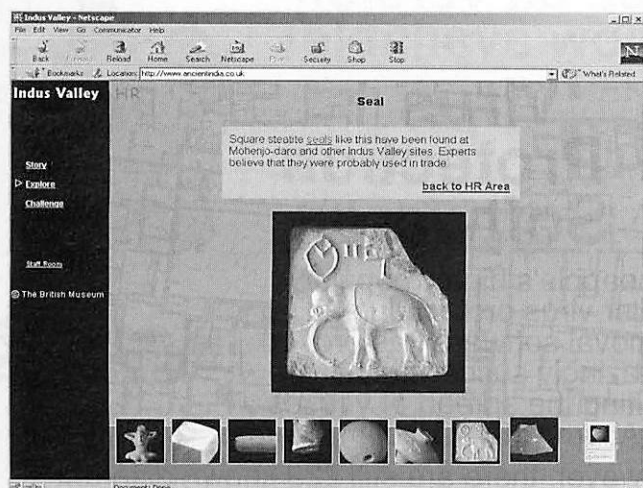 Indus Valley - Netscape
File Edit View Go Communicator Help
Back Forward Reload Home Search Netscape Print Security Shop Stop
Bookmarks Location: http://www.ancientindia.co.uk What's Related
Indus Valley
HR
Seal
Square steatite seals like this have been found at
Mohenjo-daro and other Indus Valley sites. Experts
believe that they were probably used in trade.
back to HR Area
Story
Explore
Challenge
Staff Room
© The British Museum
Document: Done